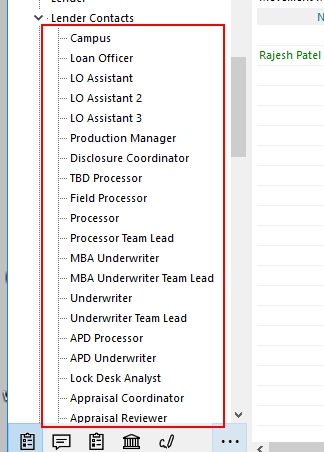 Lender Contacts
Campus
Loan Officer
LO Assistant
LO Assistant 2
LO Assistant 3
Production Manager
Disclosure Coordinator
TBD Processor
Field Processor
Processor
Processor Team Lead
MBA Underwriter
MBA Underwriter Team Lead
Underwriter
Underwriter Team Lead
APD Processor
APD Underwriter
Lock Desk Analyst
Appraisal Coordinator
Appraisal Reviewer
N
Rajesh Patel